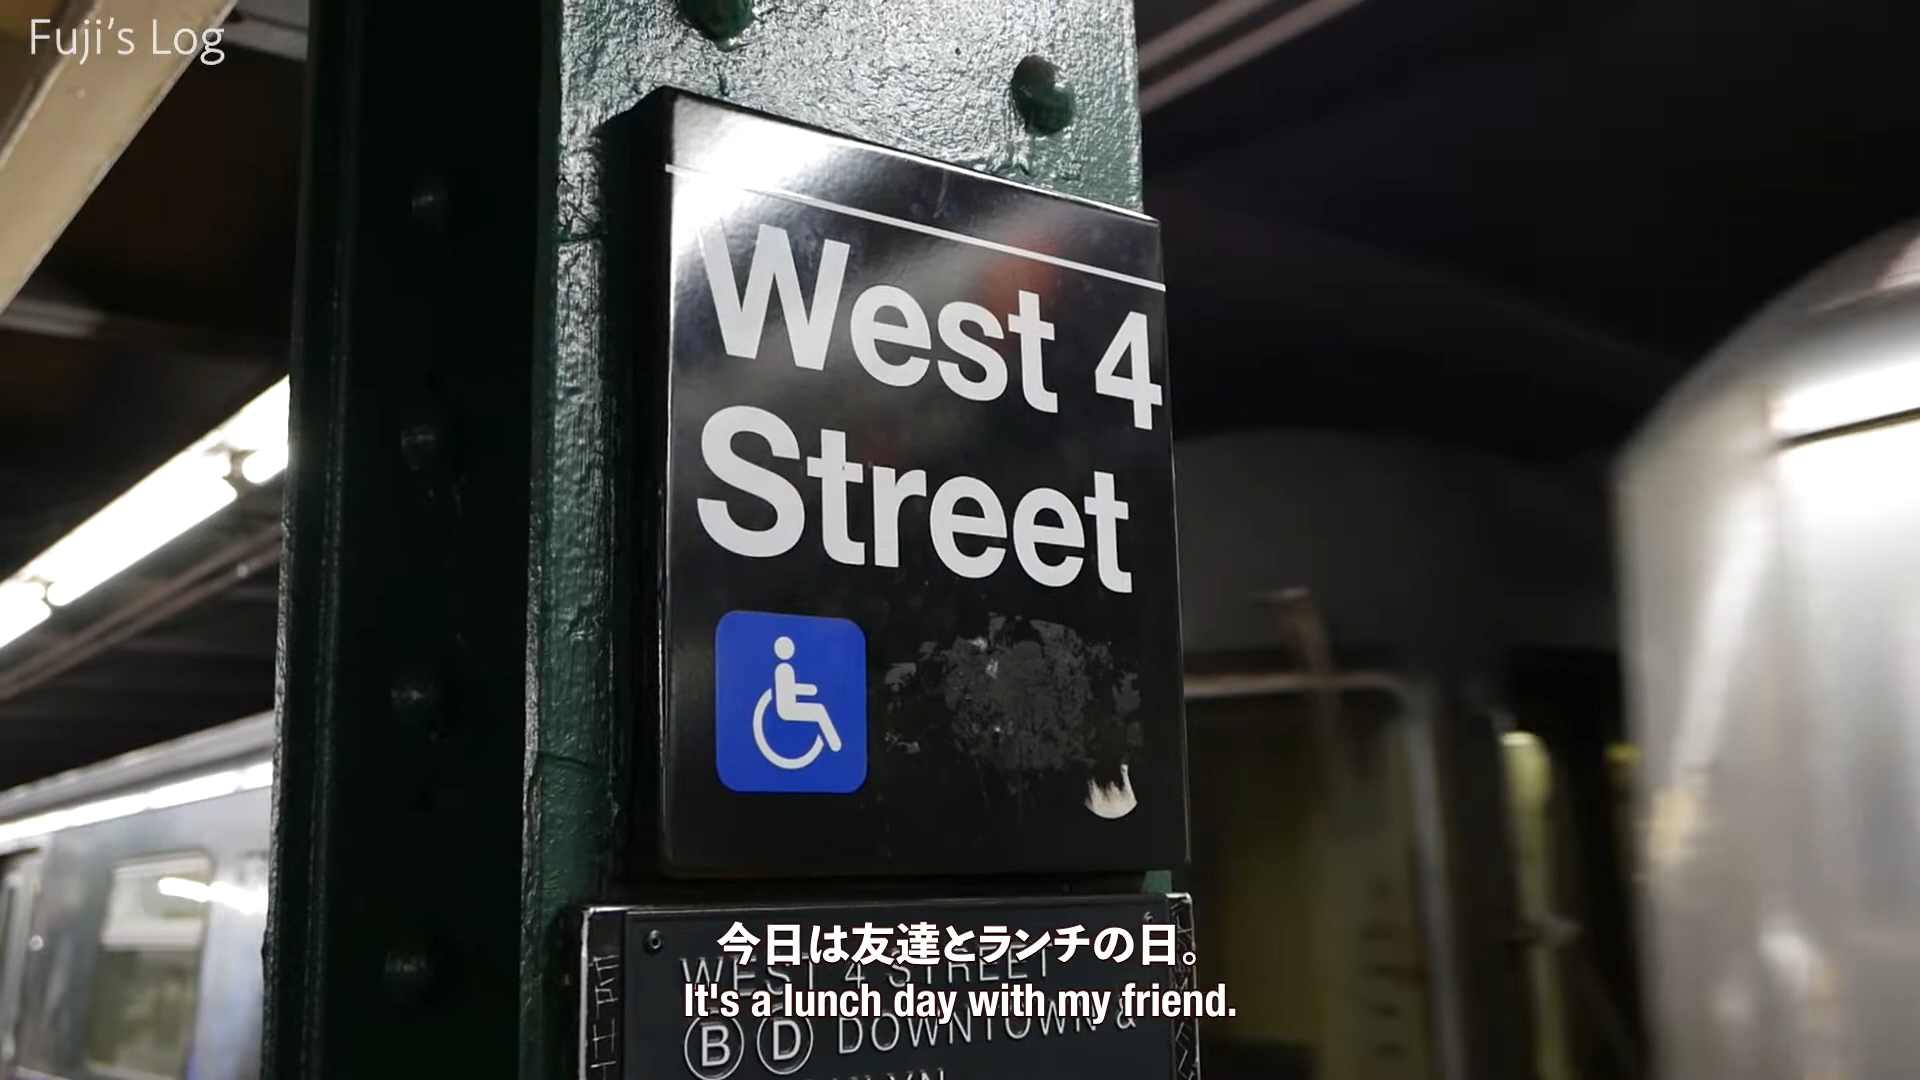 Fuji's Log
West 4
Street
今日は友達とランチの日。
WEST 4 STREET
It's a lunch day with my friend.
B D DOWNTOWN &